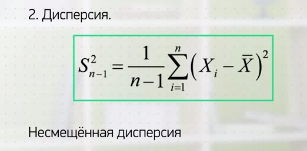 2. Дисперсия.
S²ₙ₋₁ = 1/(n−1) ∑ᵢ₌₁ⁿ (Xᵢ − X̄)²
Несмещённая дисперсия